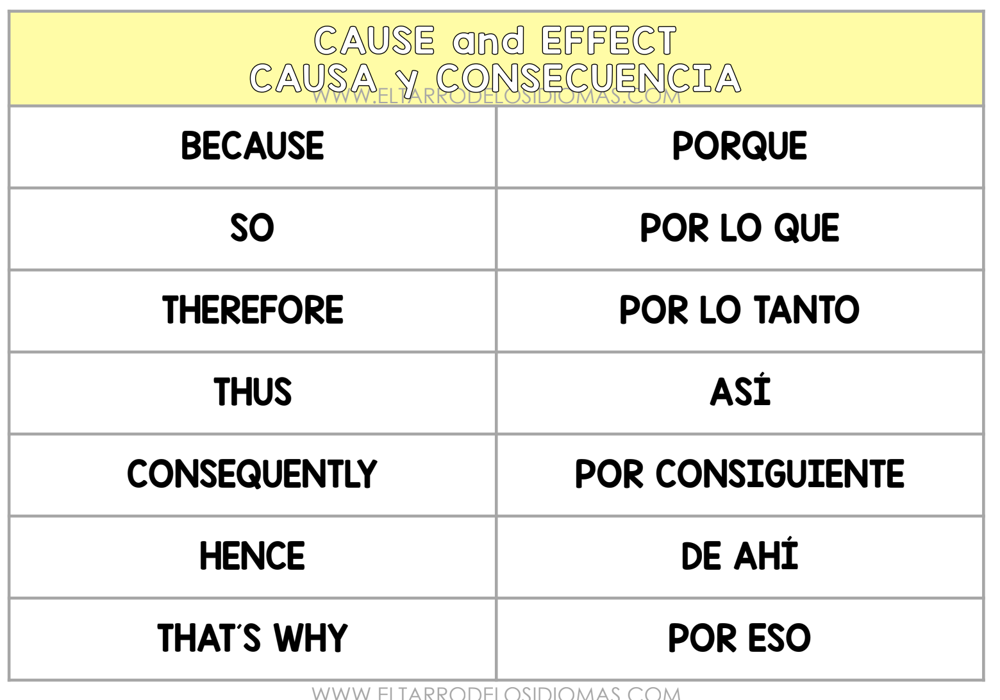 CAUSE and EFFECT
CAUSA y CONSECUENCIA
WWW.ELTARRODELOSIDIOMAS.COM
BECAUSE PORQUE
SO POR LO QUE
THEREFORE POR LO TANTO
THUS ASÍ
CONSEQUENTLY POR CONSIGUIENTE
HENCE DE AHÍ
THAT'S WHY POR ESO
WWW.ELTARRODELOSIDIOMAS.COM